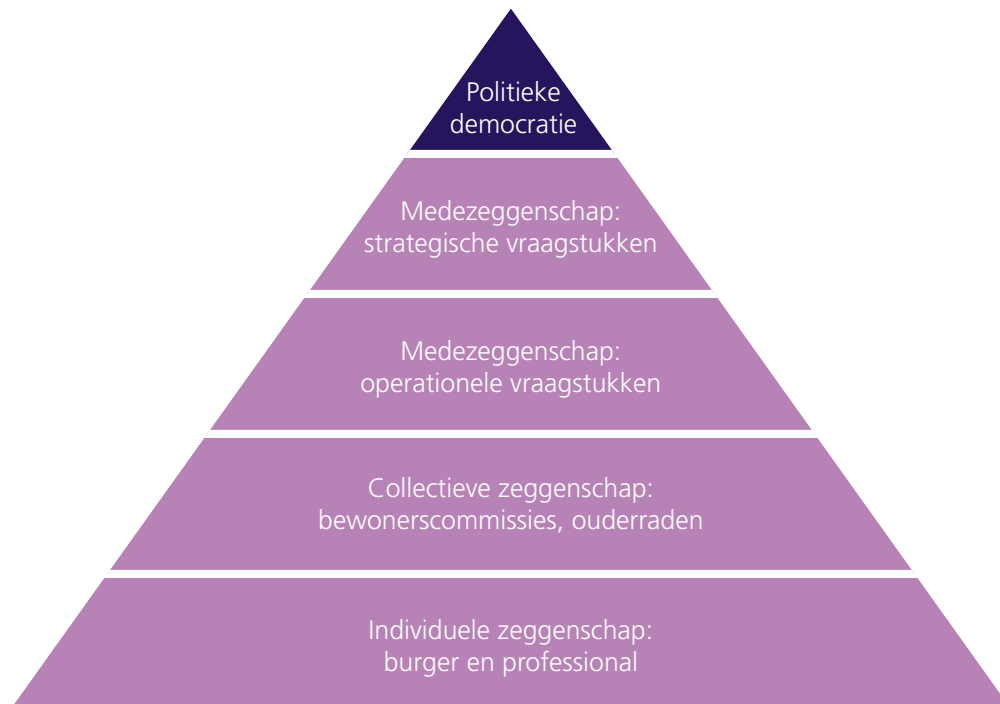 Politieke
democratie
Medezeggenschap:
strategische vraagstukken
Medezeggenschap:
operationele vraagstukken
Collectieve zeggenschap:
bewonerscommissies, ouderraden
Individuele zeggenschap:
burger en professional